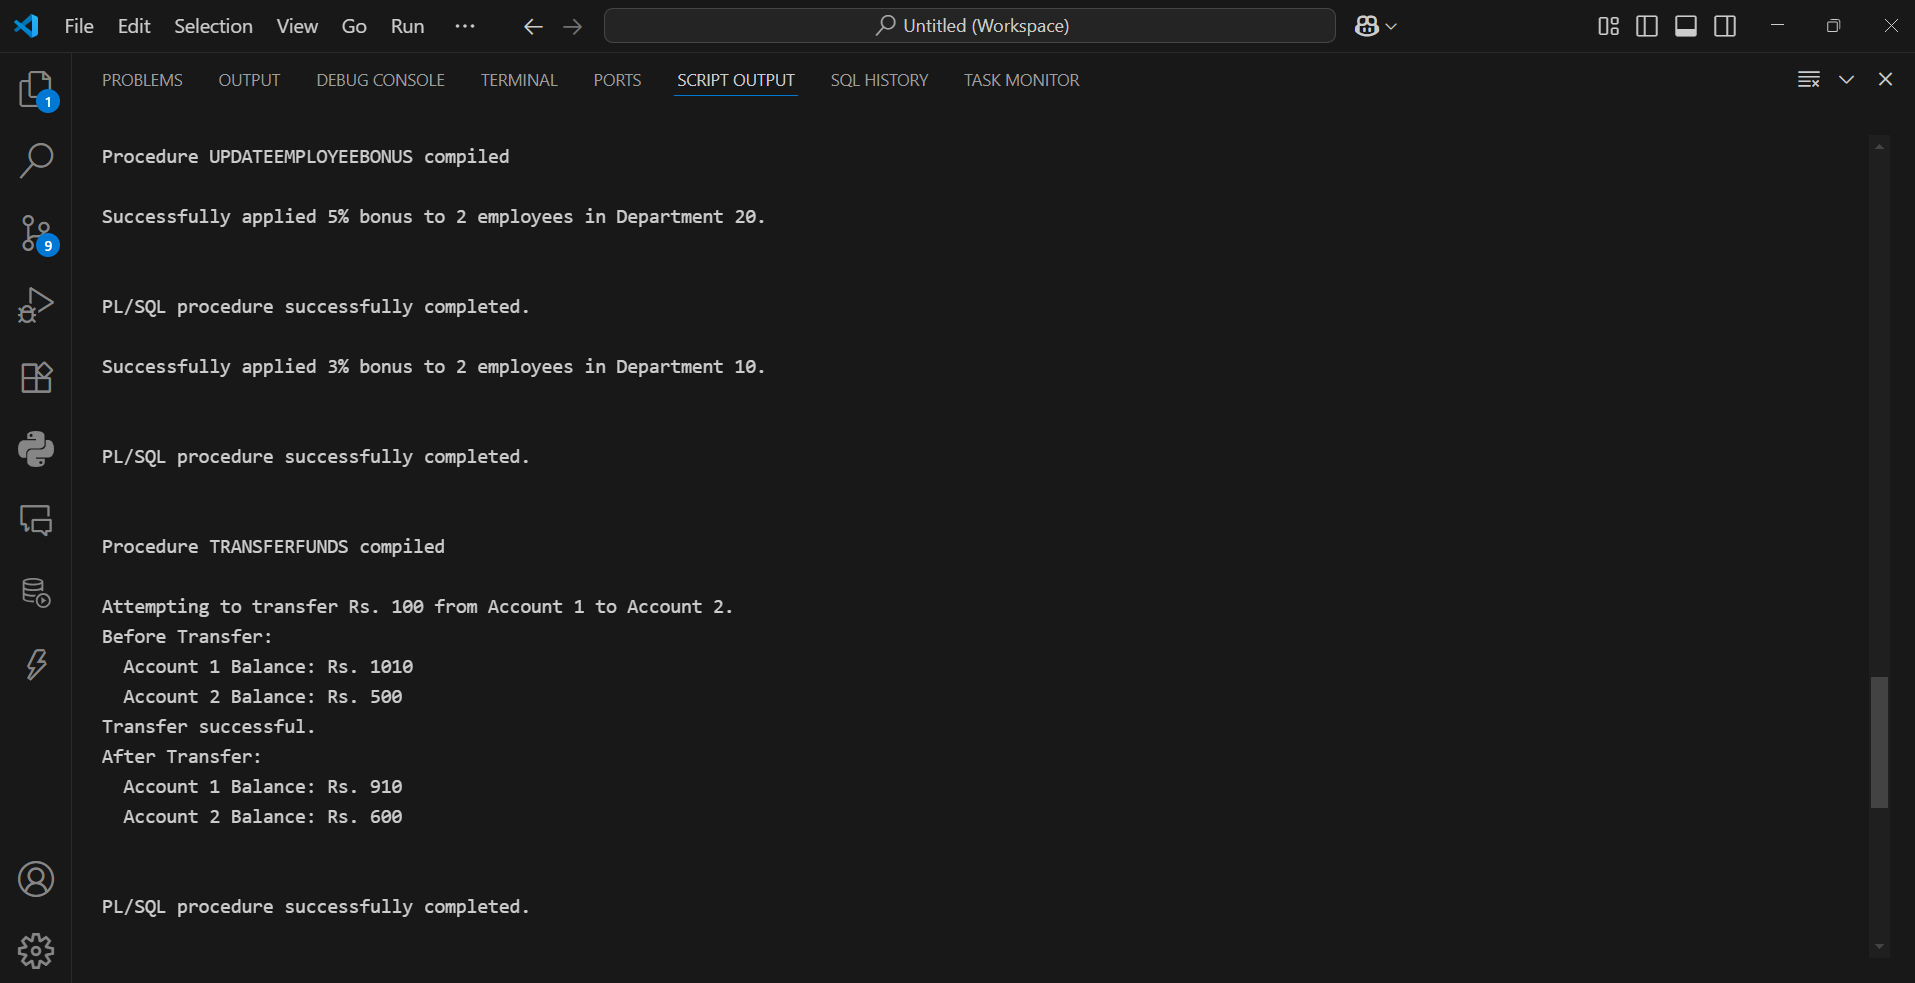 File Edit Selection View Go Run ··· Untitled (Workspace)
PROBLEMS OUTPUT DEBUG CONSOLE TERMINAL PORTS SCRIPT OUTPUT SQL HISTORY TASK MONITOR
1
9
Procedure UPDATEEMPLOYEEBONUS compiled
Successfully applied 5% bonus to 2 employees in Department 20.
PL/SQL procedure successfully completed.
Successfully applied 3% bonus to 2 employees in Department 10.
PL/SQL procedure successfully completed.
Procedure TRANSFERFUNDS compiled
Attempting to transfer Rs. 100 from Account 1 to Account 2.
Before Transfer:
  Account 1 Balance: Rs. 1010
  Account 2 Balance: Rs. 500
Transfer successful.
After Transfer:
  Account 1 Balance: Rs. 910
  Account 2 Balance: Rs. 600
PL/SQL procedure successfully completed.